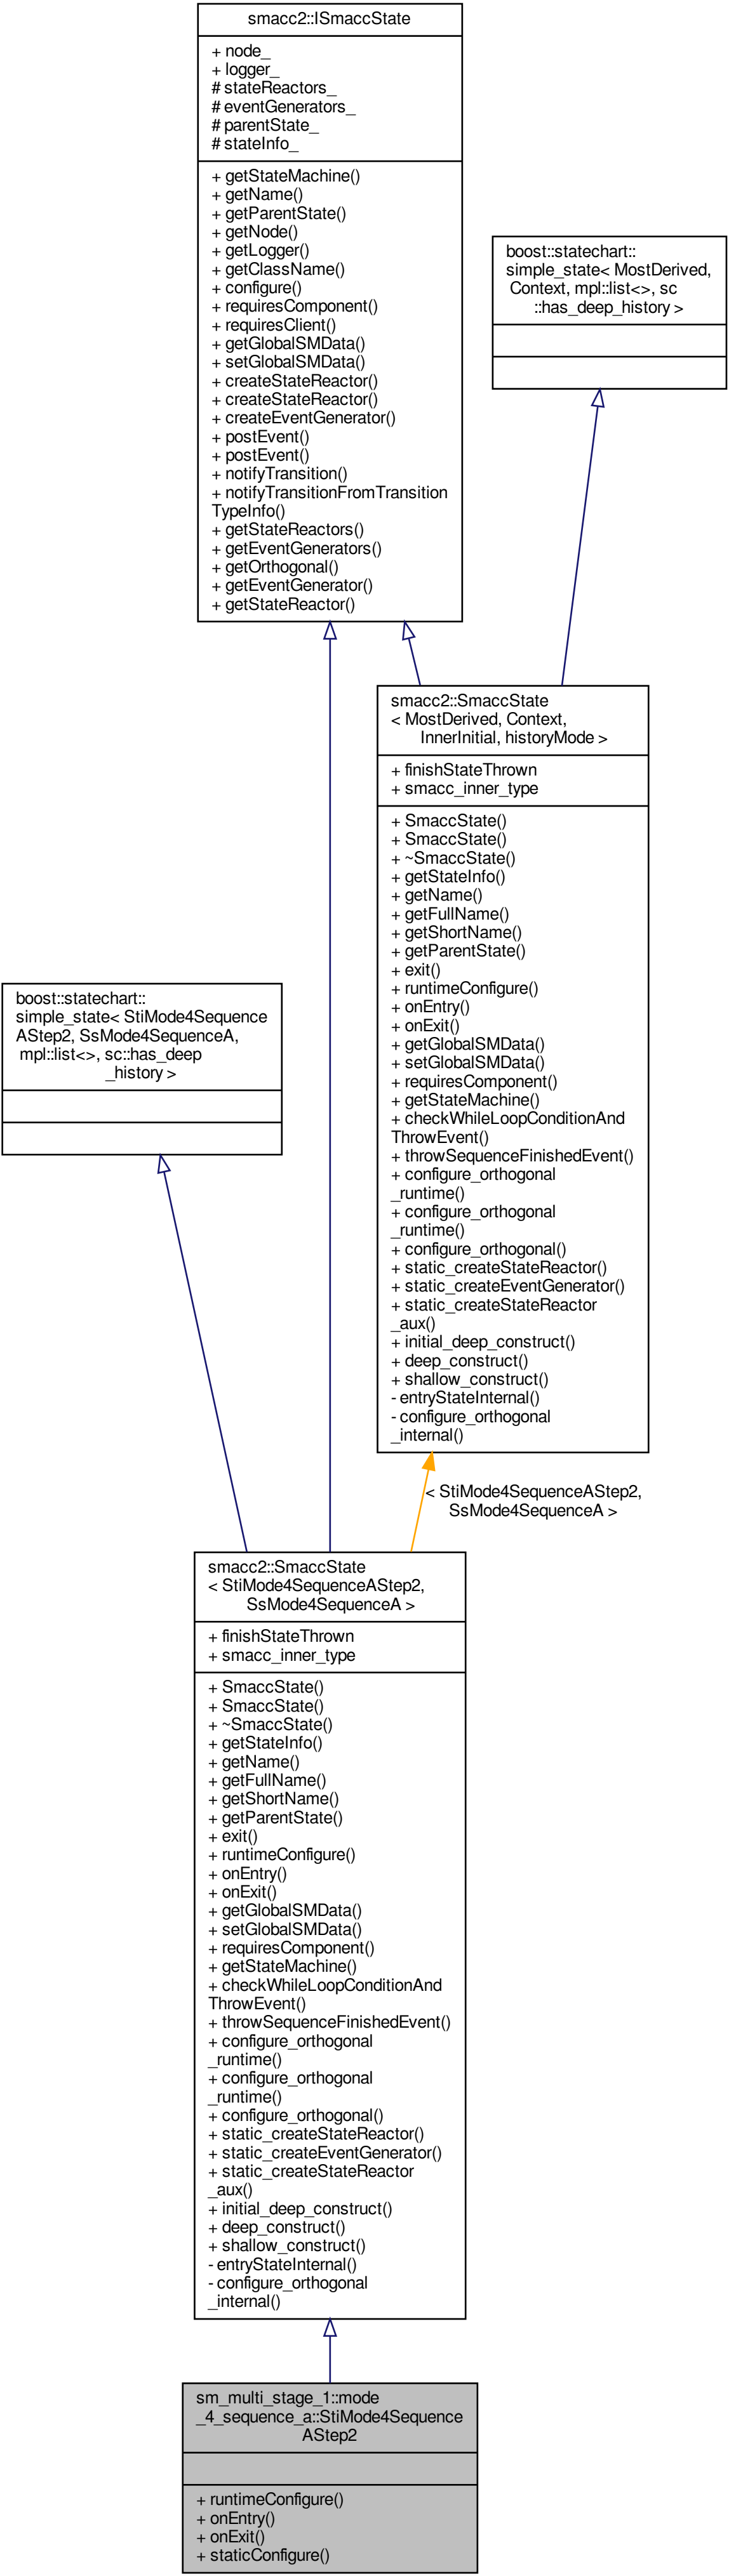 smacc2::ISmaccState
+ node_
+ logger_
# stateReactors_
# eventGenerators_
# parentState_
# stateInfo_
+ getStateMachine()
+ getName()
+ getParentState()
+ getNode()
+ getLogger()
+ getClassName()
+ configure()
+ requiresComponent()
+ requiresClient()
+ getGlobalSMData()
+ setGlobalSMData()
+ createStateReactor()
+ createStateReactor()
+ createEventGenerator()
+ postEvent()
+ postEvent()
+ notifyTransition()
+ notifyTransitionFromTransition
TypeInfo()
+ getStateReactors()
+ getEventGenerators()
+ getOrthogonal()
+ getEventGenerator()
+ getStateReactor()
boost::statechart::
simple_state< MostDerived,
Context, mpl::list<>, sc
::has_deep_history >
smacc2::SmaccState
< MostDerived, Context,
InnerInitial, historyMode >
+ finishStateThrown
+ smacc_inner_type
+ SmaccState()
+ SmaccState()
+ ~SmaccState()
+ getStateInfo()
+ getName()
+ getFullName()
+ getShortName()
+ getParentState()
+ exit()
+ runtimeConfigure()
+ onEntry()
+ onExit()
+ getGlobalSMData()
+ setGlobalSMData()
+ requiresComponent()
+ getStateMachine()
+ checkWhileLoopConditionAnd
ThrowEvent()
+ throwSequenceFinishedEvent()
+ configure_orthogonal
_runtime()
+ configure_orthogonal
_runtime()
+ configure_orthogonal()
+ static_createStateReactor()
+ static_createEventGenerator()
+ static_createStateReactor
_aux()
+ initial_deep_construct()
+ deep_construct()
+ shallow_construct()
- entryStateInternal()
- configure_orthogonal
_internal()
boost::statechart::
simple_state< StiMode4Sequence
AStep2, SsMode4SequenceA,
mpl::list<>, sc::has_deep
_history >
< StiMode4SequenceAStep2,
SsMode4SequenceA >
smacc2::SmaccState
< StiMode4SequenceAStep2,
SsMode4SequenceA >
+ finishStateThrown
+ smacc_inner_type
+ SmaccState()
+ SmaccState()
+ ~SmaccState()
+ getStateInfo()
+ getName()
+ getFullName()
+ getShortName()
+ getParentState()
+ exit()
+ runtimeConfigure()
+ onEntry()
+ onExit()
+ getGlobalSMData()
+ setGlobalSMData()
+ requiresComponent()
+ getStateMachine()
+ checkWhileLoopConditionAnd
ThrowEvent()
+ throwSequenceFinishedEvent()
+ configure_orthogonal
_runtime()
+ configure_orthogonal
_runtime()
+ configure_orthogonal()
+ static_createStateReactor()
+ static_createEventGenerator()
+ static_createStateReactor
_aux()
+ initial_deep_construct()
+ deep_construct()
+ shallow_construct()
- entryStateInternal()
- configure_orthogonal
_internal()
sm_multi_stage_1::mode
_4_sequence_a::StiMode4Sequence
AStep2
+ runtimeConfigure()
+ onEntry()
+ onExit()
+ staticConfigure()